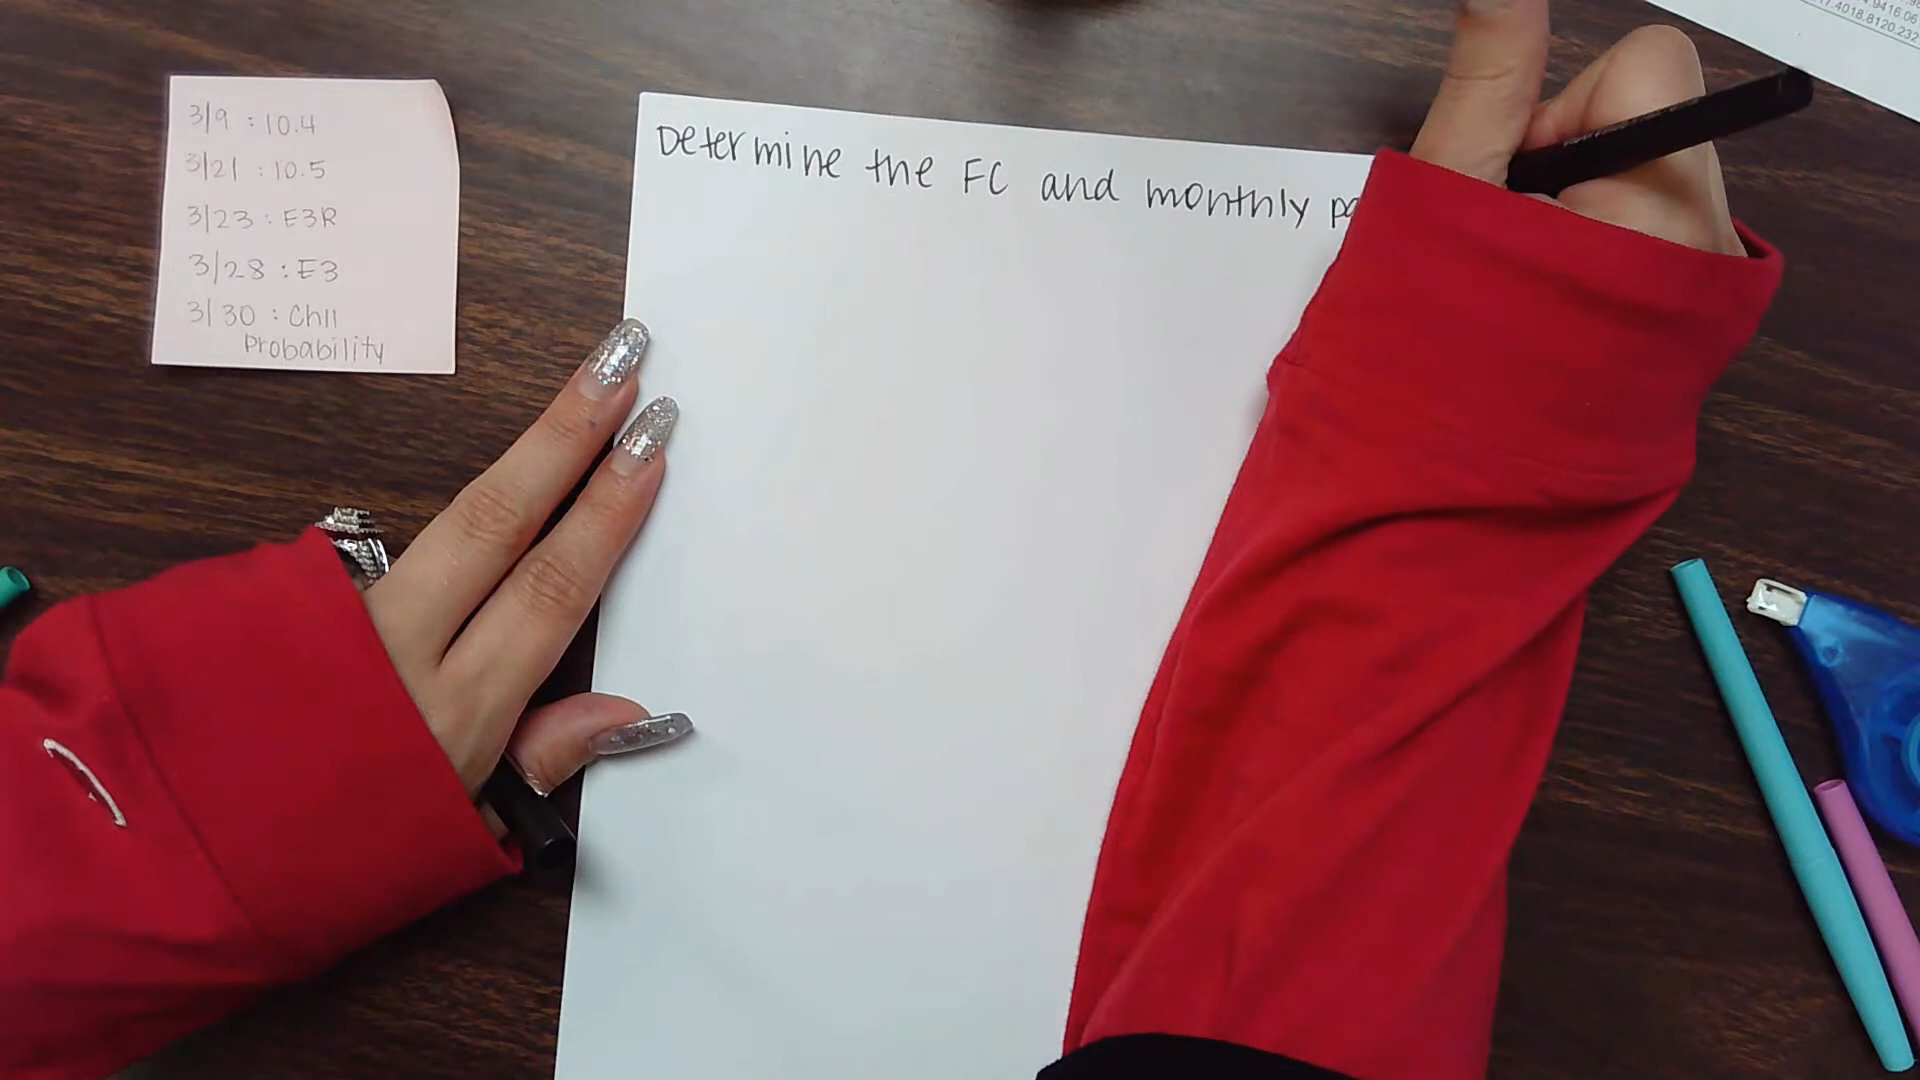 3/9 : 10.4
3/21 : 10.5
3/23 : E3R
3/28 : E3
3/30 : Ch11
Probability
Determine the FC and monthly